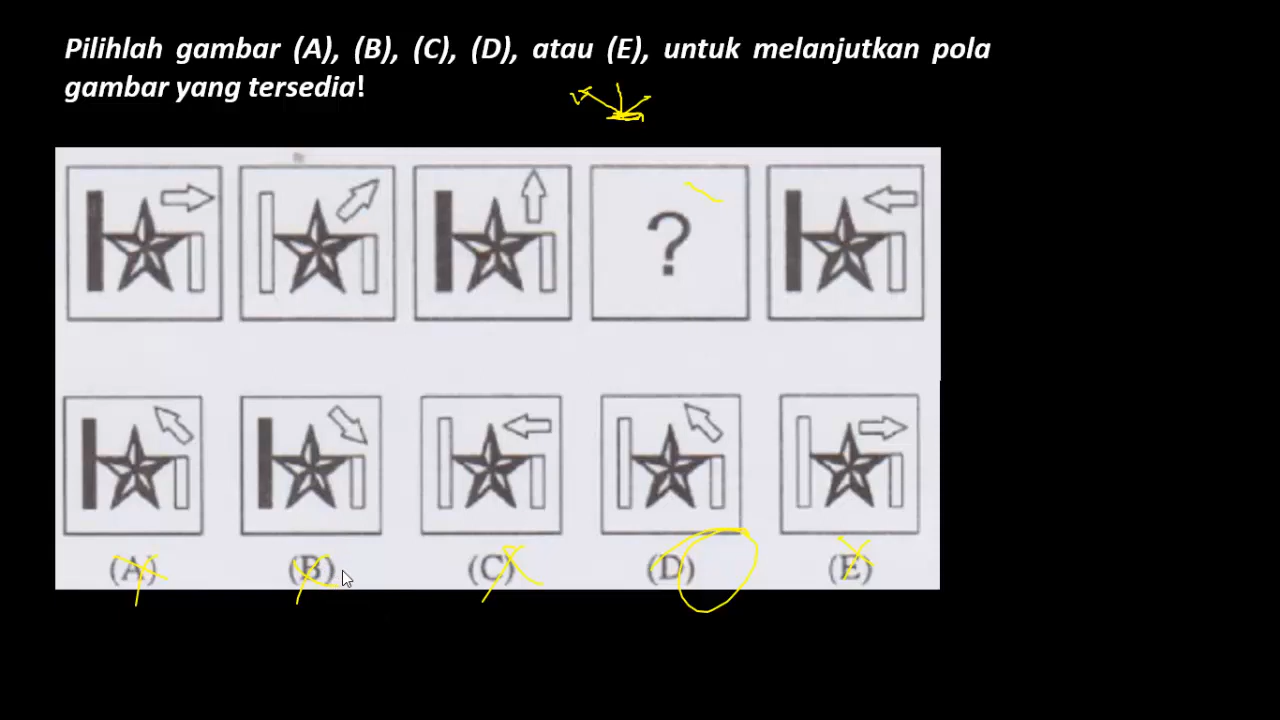 Pilihlah gambar (A), (B), (C), (D), atau (E), untuk melanjutkan pola
gambar yang tersedia!
?
(A) (B) (C) (D) (E)